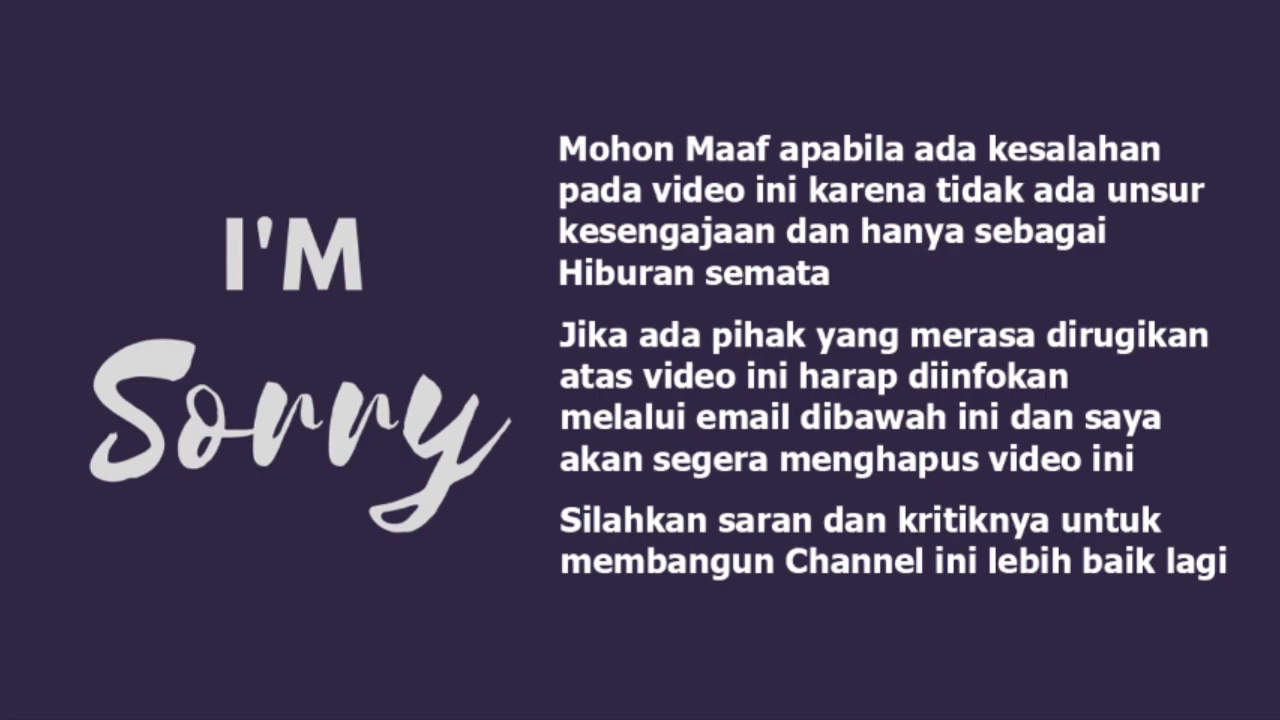 I'M
Sorry
Mohon Maaf apabila ada kesalahan
pada video ini karena tidak ada unsur
kesengajaan dan hanya sebagai
Hiburan semata
Jika ada pihak yang merasa dirugikan
atas video ini harap diinfokan
melalui email dibawah ini dan saya
akan segera menghapus video ini
Silahkan saran dan kritiknya untuk
membangun Channel ini lebih baik lagi